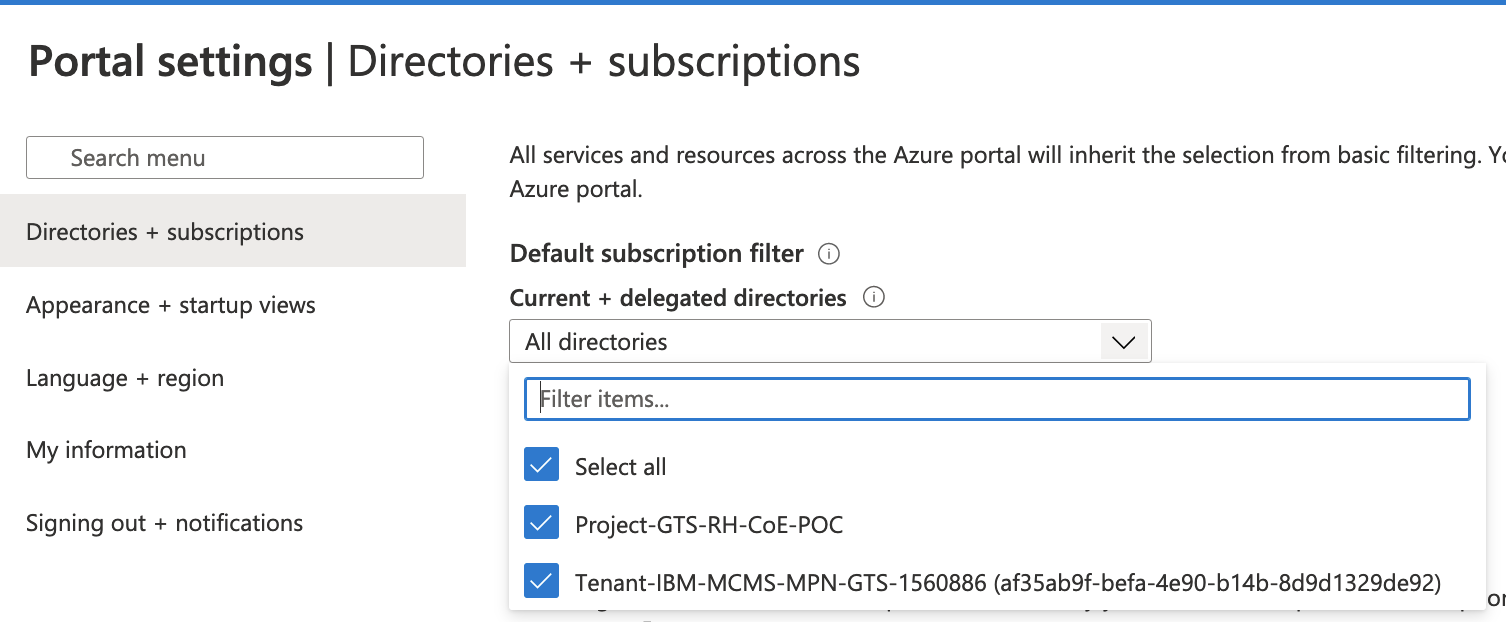 Portal settings | Directories + subscriptions
Search menu
Directories + subscriptions
Appearance + startup views
Language + region
My information
Signing out + notifications
All services and resources across the Azure portal will inherit the selection from basic filtering.
Azure portal.
Default subscription filter
Current + delegated directories
All directories
Filter items...
Select all
Project-GTS-RH-CoE-POC
Tenant-IBM-MCMS-MPN-GTS-1560886 (af35ab9f-befa-4e90-b14b-8d9d1329de92)